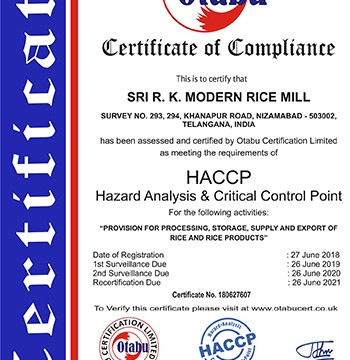 Otabu
Certificate of Compliance
This is to certify that
SRI R. K. MODERN RICE MILL
SURVEY NO. 293, 294, KHANAPUR ROAD, NIZAMABAD - 503002,
TELANGANA, INDIA
has been assessed and certified by Otabu Certification Limited
as meeting the requirements of
HACCP
Hazard Analysis & Critical Control Point
For the following activities:
"PROVISION FOR PROCESSING, STORAGE, SUPPLY AND EXPORT OF
RICE AND RICE PRODUCTS"
Date of Registration : 27 June 2018
1st Surveillance Due : 26 June 2019
2nd Surveillance Due : 26 June 2020
Recertification Due : 26 June 2021
Certificate No. 180627607
To Verify this certificate please visit at www.otabucert.co.uk
CERTIFICATION LIMITED
Otabu
Hazard-Analysis
HACCP